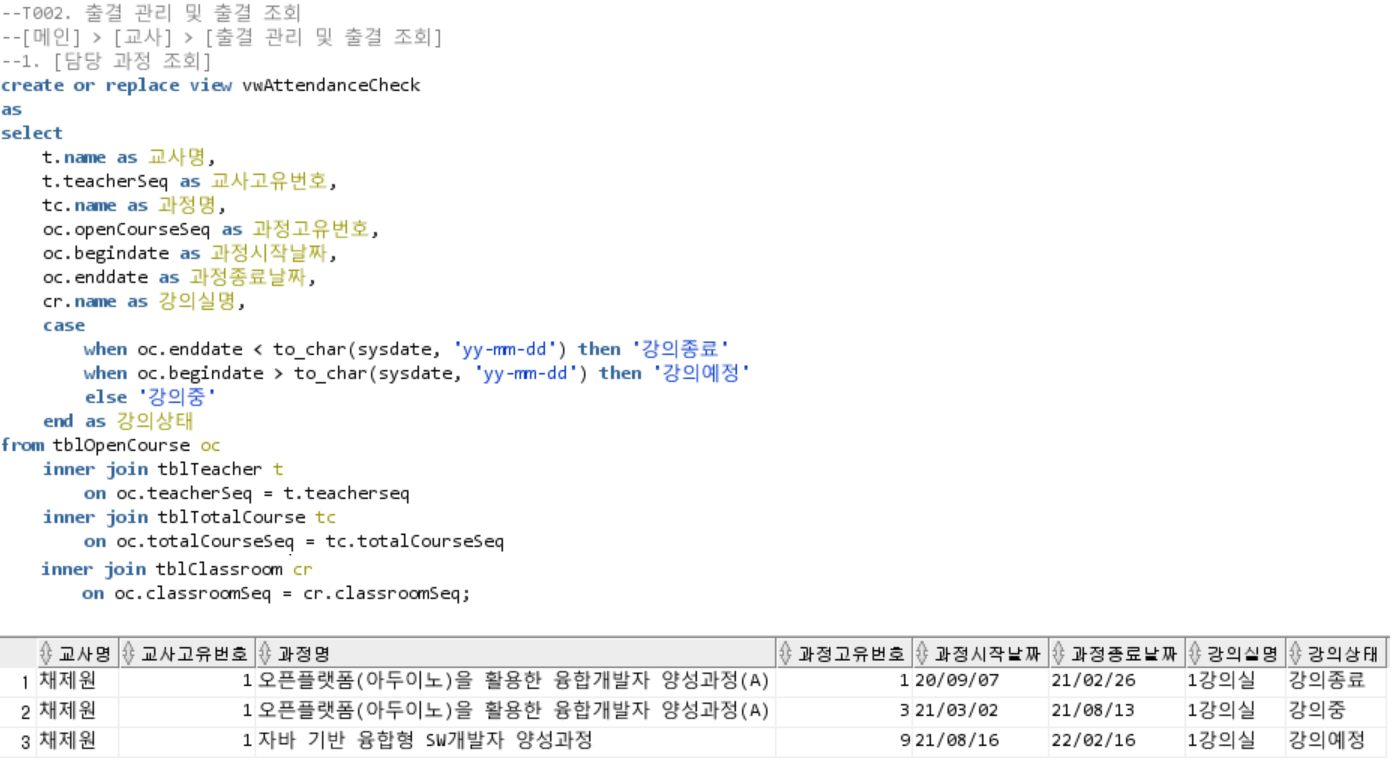 --T002. 출결 관리 및 출결 조회
--[메인] > [교사] > [출결 관리 및 출결 조회]
--1. [담당 과정 조회]
create or replace view vwAttendanceCheck
as
select
    t.name as 교사명,
    t.teacherSeq as 교사고유번호,
    tc.name as 과정명,
    oc.openCourseSeq as 과정고유번호,
    oc.begindate as 과정시작날짜,
    oc.enddate as 과정종료날짜,
    cr.name as 강의실명,
    case
        when oc.enddate < to_char(sysdate, 'yy-mm-dd') then '강의종료'
        when oc.begindate > to_char(sysdate, 'yy-mm-dd') then '강의예정'
        else '강의중'
    end as 강의상태
from tblOpenCourse oc
    inner join tblTeacher t
        on oc.teacherSeq = t.teacherseq
    inner join tblTotalCourse tc
        on oc.totalCourseSeq = tc.totalCourseSeq
    inner join tblClassroom cr
        on oc.classroomSeq = cr.classroomSeq;
교사명 교사고유번호 과정명 과정고유번호 과정시작날짜 과정종료날짜 강의실명 강의상태
1 채제원 1 오픈플랫폼(아두이노)을 활용한 융합개발자 양성과정(A) 1 20/09/07 21/02/26 1강의실 강의종료
2 채제원 1 오픈플랫폼(아두이노)을 활용한 융합개발자 양성과정(A) 3 21/03/02 21/08/13 1강의실 강의중
3 채제원 1 자바 기반 융합형 SW개발자 양성과정 9 21/08/16 22/02/16 1강의실 강의예정